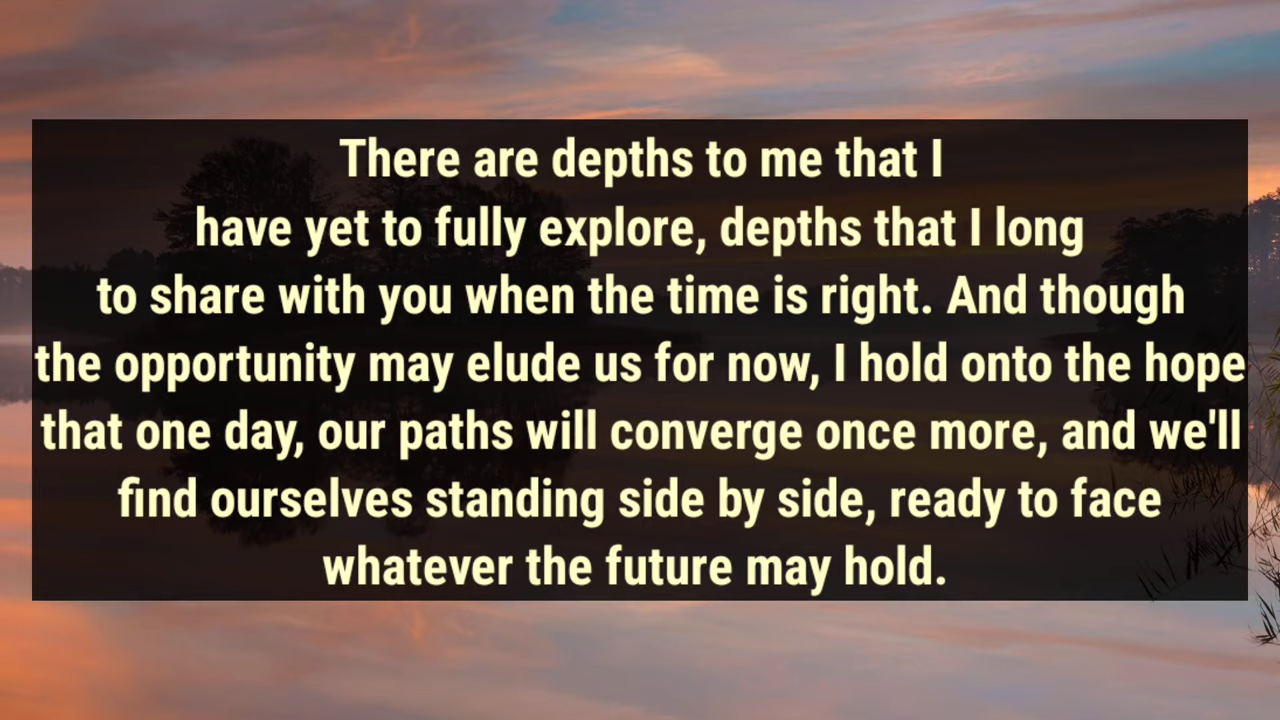 There are depths to me that I
have yet to fully explore, depths that I long
to share with you when the time is right. And though
the opportunity may elude us for now, I hold onto the hope
that one day, our paths will converge once more, and we'll
find ourselves standing side by side, ready to face
whatever the future may hold.